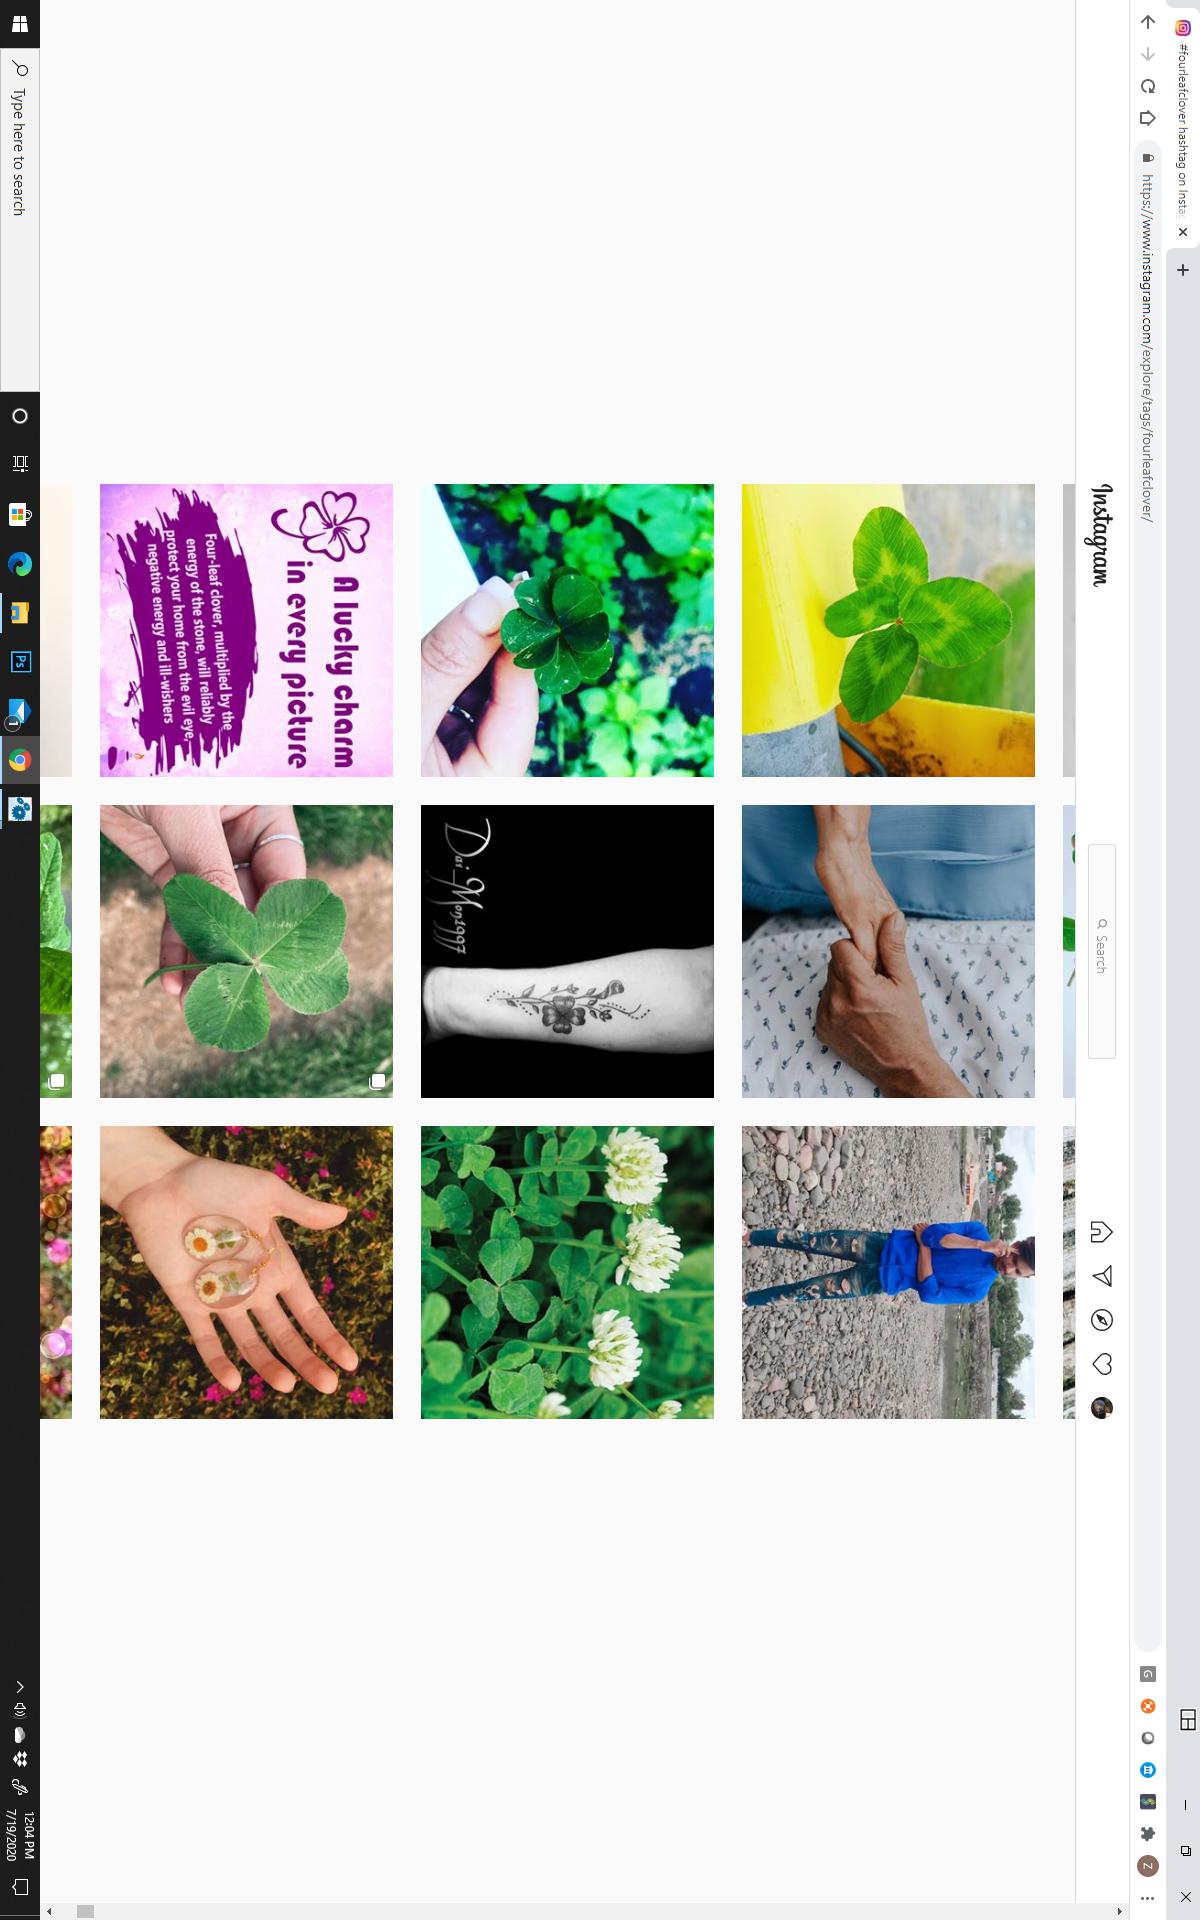 #fourleafclover hashtag on Insta
https://www.instagram.com/explore/tags/fourleafclover/
G
Z
Instagram
Search
A lucky charm
in every picture
Four-leaf clover, multiplied by the
energy of the stone, will reliably
protect your home from the evil eye,
negative energy and ill-wishers
Type here to search
Ps
1
12:04 PM
7/19/2020